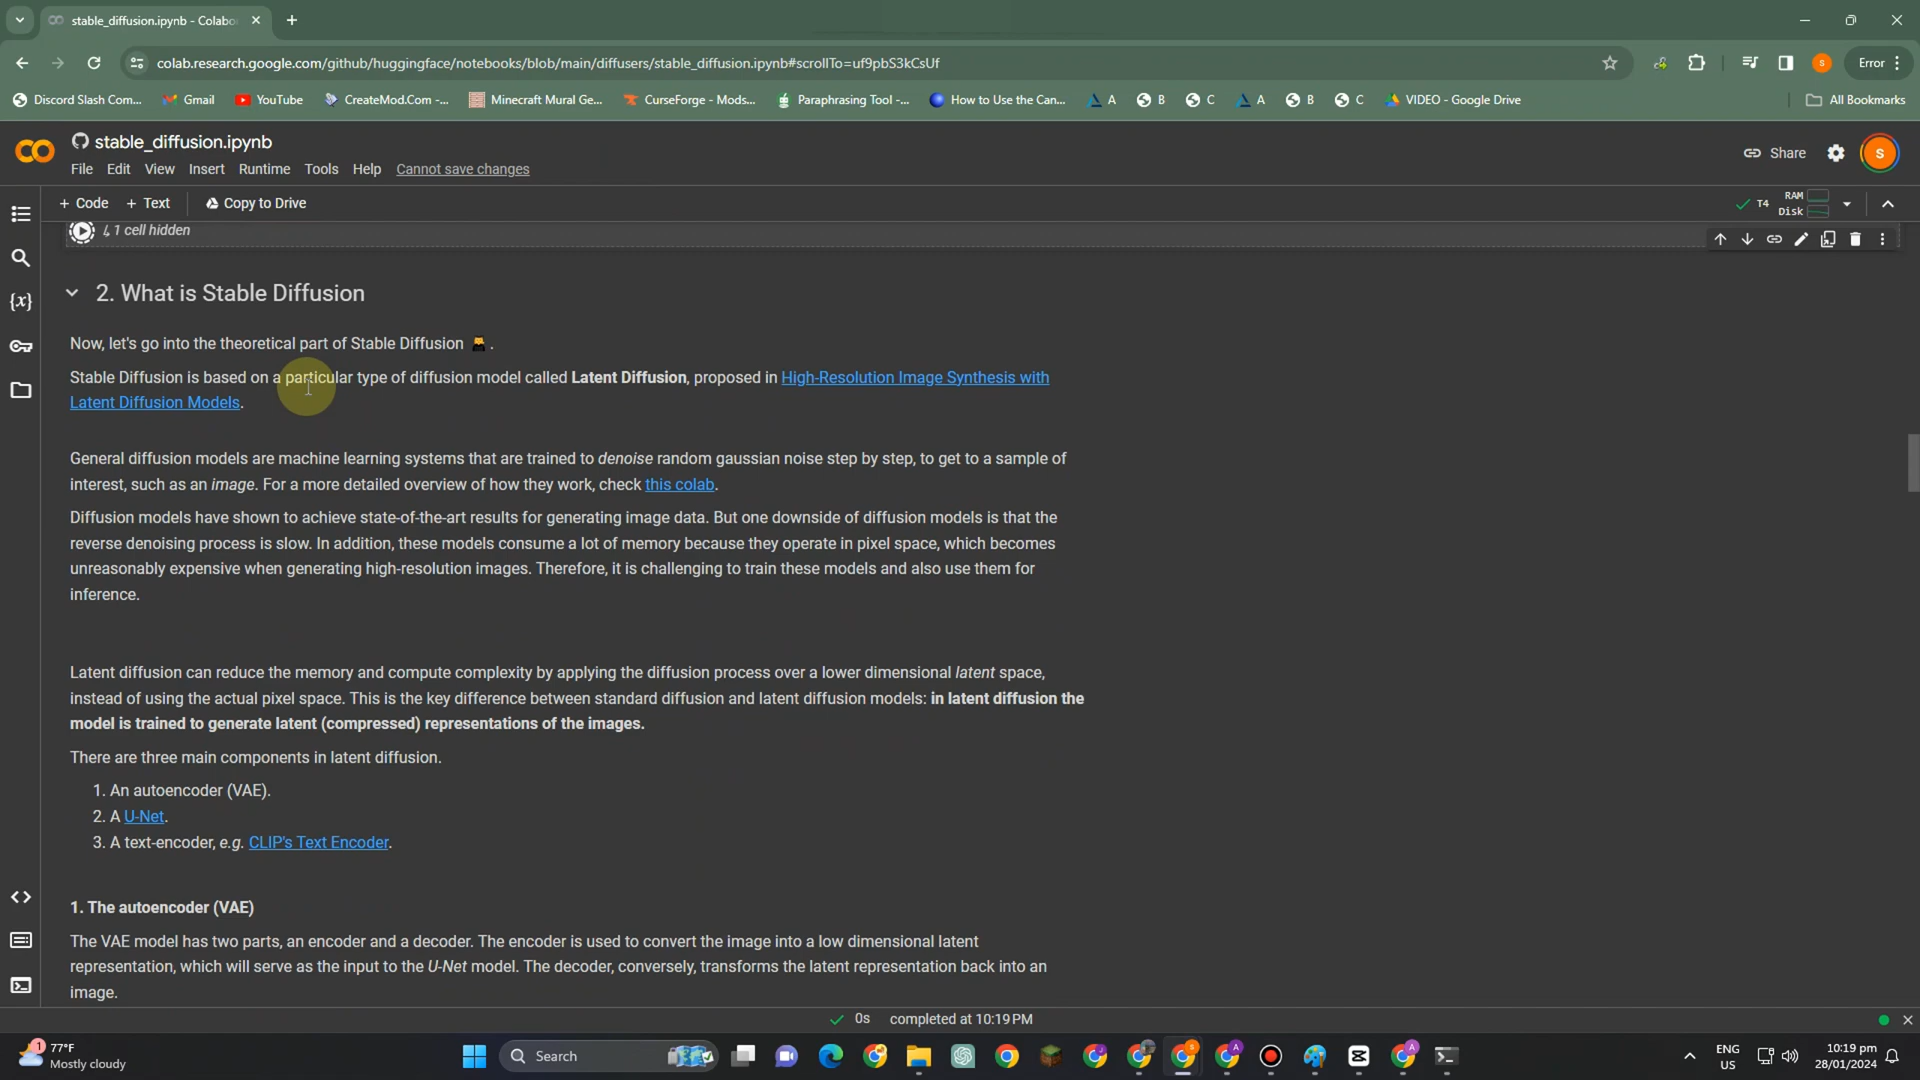 stable_diffusion.ipynb - Colabo
colab.research.google.com/github/huggingface/notebooks/blob/main/diffusers/stable_diffusion.ipynb#scrollTo=uf9pbS3kCsUf
S
Error
Discord Slash Com... Gmail YouTube CreateMod.Com -... Minecraft Mural Ge... CurseForge - Mods... Paraphrasing Tool -... How to Use the Can... A B C A B C VIDEO - Google Drive All Bookmarks
stable_diffusion.ipynb
File Edit View Insert Runtime Tools Help Cannot save changes
Share
S
+ Code + Text Copy to Drive
T4 RAM
Disk
1 cell hidden
2. What is Stable Diffusion
Now, let's go into the theoretical part of Stable Diffusion .
Stable Diffusion is based on a particular type of diffusion model called Latent Diffusion, proposed in High-Resolution Image Synthesis with
Latent Diffusion Models.
General diffusion models are machine learning systems that are trained to denoise random gaussian noise step by step, to get to a sample of
interest, such as an image. For a more detailed overview of how they work, check this colab.
Diffusion models have shown to achieve state-of-the-art results for generating image data. But one downside of diffusion models is that the
reverse denoising process is slow. In addition, these models consume a lot of memory because they operate in pixel space, which becomes
unreasonably expensive when generating high-resolution images. Therefore, it is challenging to train these models and also use them for
inference.
Latent diffusion can reduce the memory and compute complexity by applying the diffusion process over a lower dimensional latent space,
instead of using the actual pixel space. This is the key difference between standard diffusion and latent diffusion models: in latent diffusion the
model is trained to generate latent (compressed) representations of the images.
There are three main components in latent diffusion.
1. An autoencoder (VAE).
2. A U-Net.
3. A text-encoder, e.g. CLIP's Text Encoder.
1. The autoencoder (VAE)
The VAE model has two parts, an encoder and a decoder. The encoder is used to convert the image into a low dimensional latent
representation, which will serve as the input to the U-Net model. The decoder, conversely, transforms the latent representation back into an
image.
0s completed at 10:19 PM
1
77°F
Mostly cloudy
Search
ENG
US
10:19 pm
28/01/2024